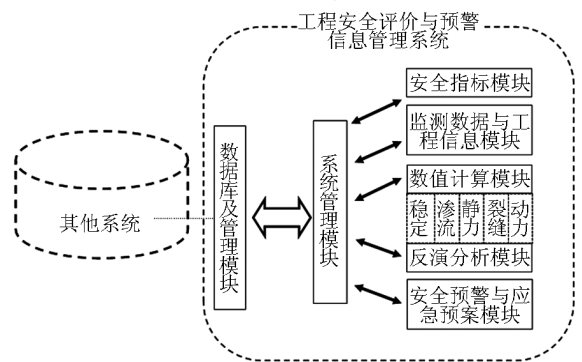 工程安全评价与预警
信息管理系统
其他系统
数据库及管理模块
系统管理模块
安全指标模块
监测数据与工
程信息模块
数值计算模块
稳定
渗流
静力
裂缝
动力
反演分析模块
安全预警与应
急预案模块